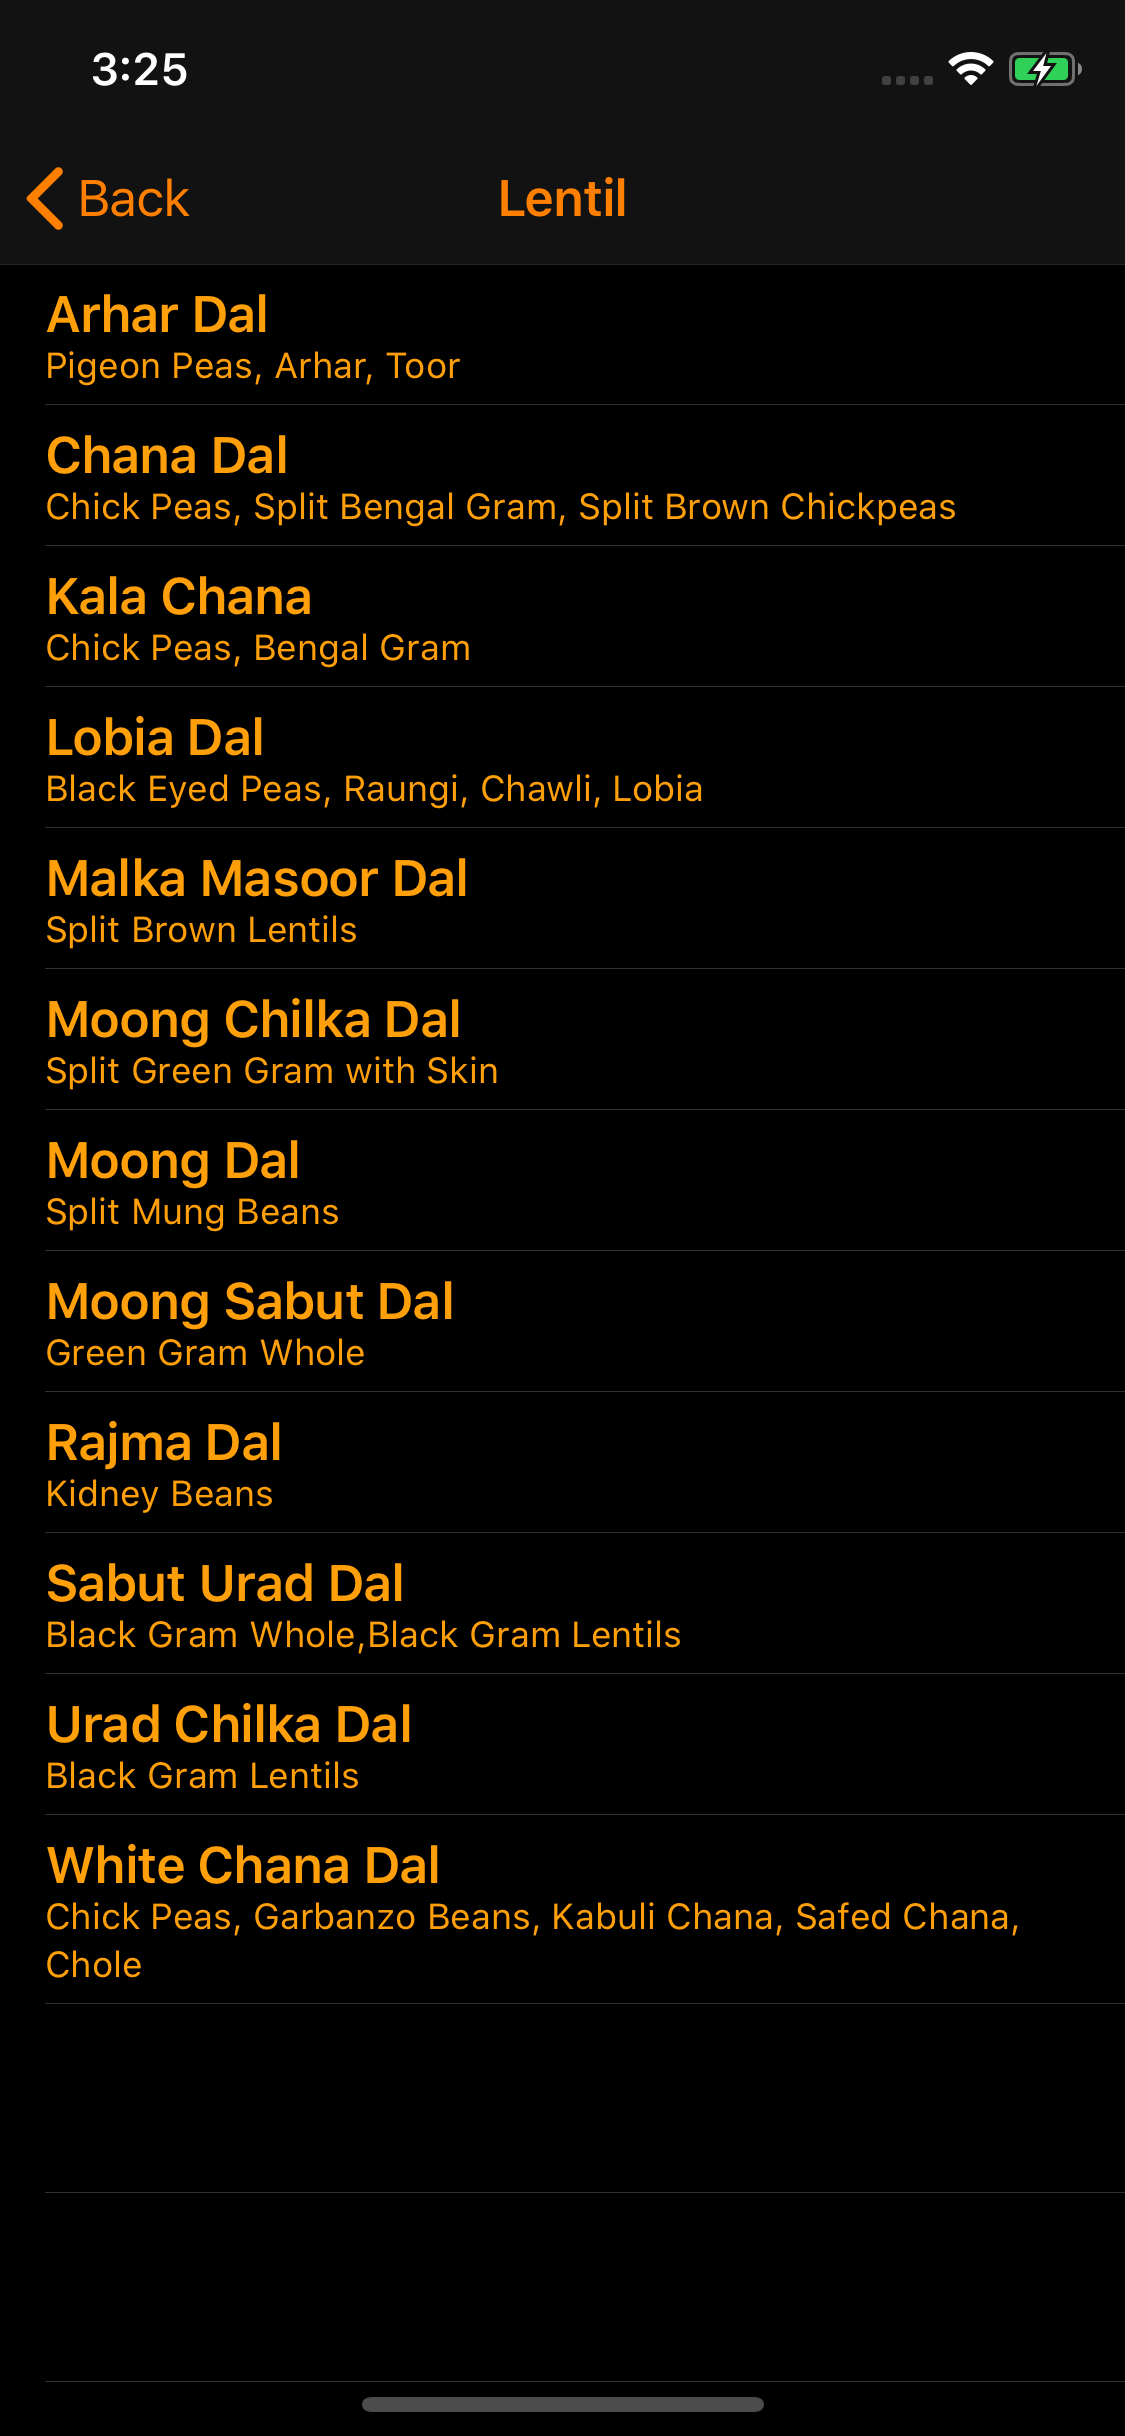 3:25
Back
Lentil
Arhar Dal
Pigeon Peas, Arhar, Toor
Chana Dal
Chick Peas, Split Bengal Gram, Split Brown Chickpeas
Kala Chana
Chick Peas, Bengal Gram
Lobia Dal
Black Eyed Peas, Raungi, Chawli, Lobia
Malka Masoor Dal
Split Brown Lentils
Moong Chilka Dal
Split Green Gram with Skin
Moong Dal
Split Mung Beans
Moong Sabut Dal
Green Gram Whole
Rajma Dal
Kidney Beans
Sabut Urad Dal
Black Gram Whole,Black Gram Lentils
Urad Chilka Dal
Black Gram Lentils
White Chana Dal
Chick Peas, Garbanzo Beans, Kabuli Chana, Safed Chana,
Chole